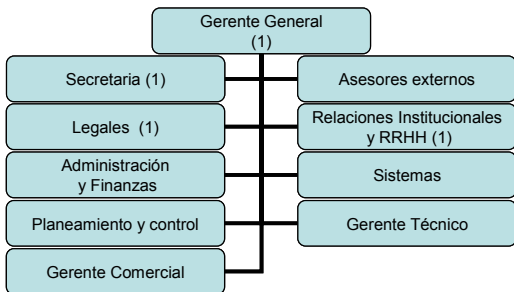 Gerente General
(1)
Secretaria (1)
Asesores externos
Legales (1)
Relaciones Institucionales
y RRHH (1)
Administración
y Finanzas
Sistemas
Planeamiento y control
Gerente Técnico
Gerente Comercial